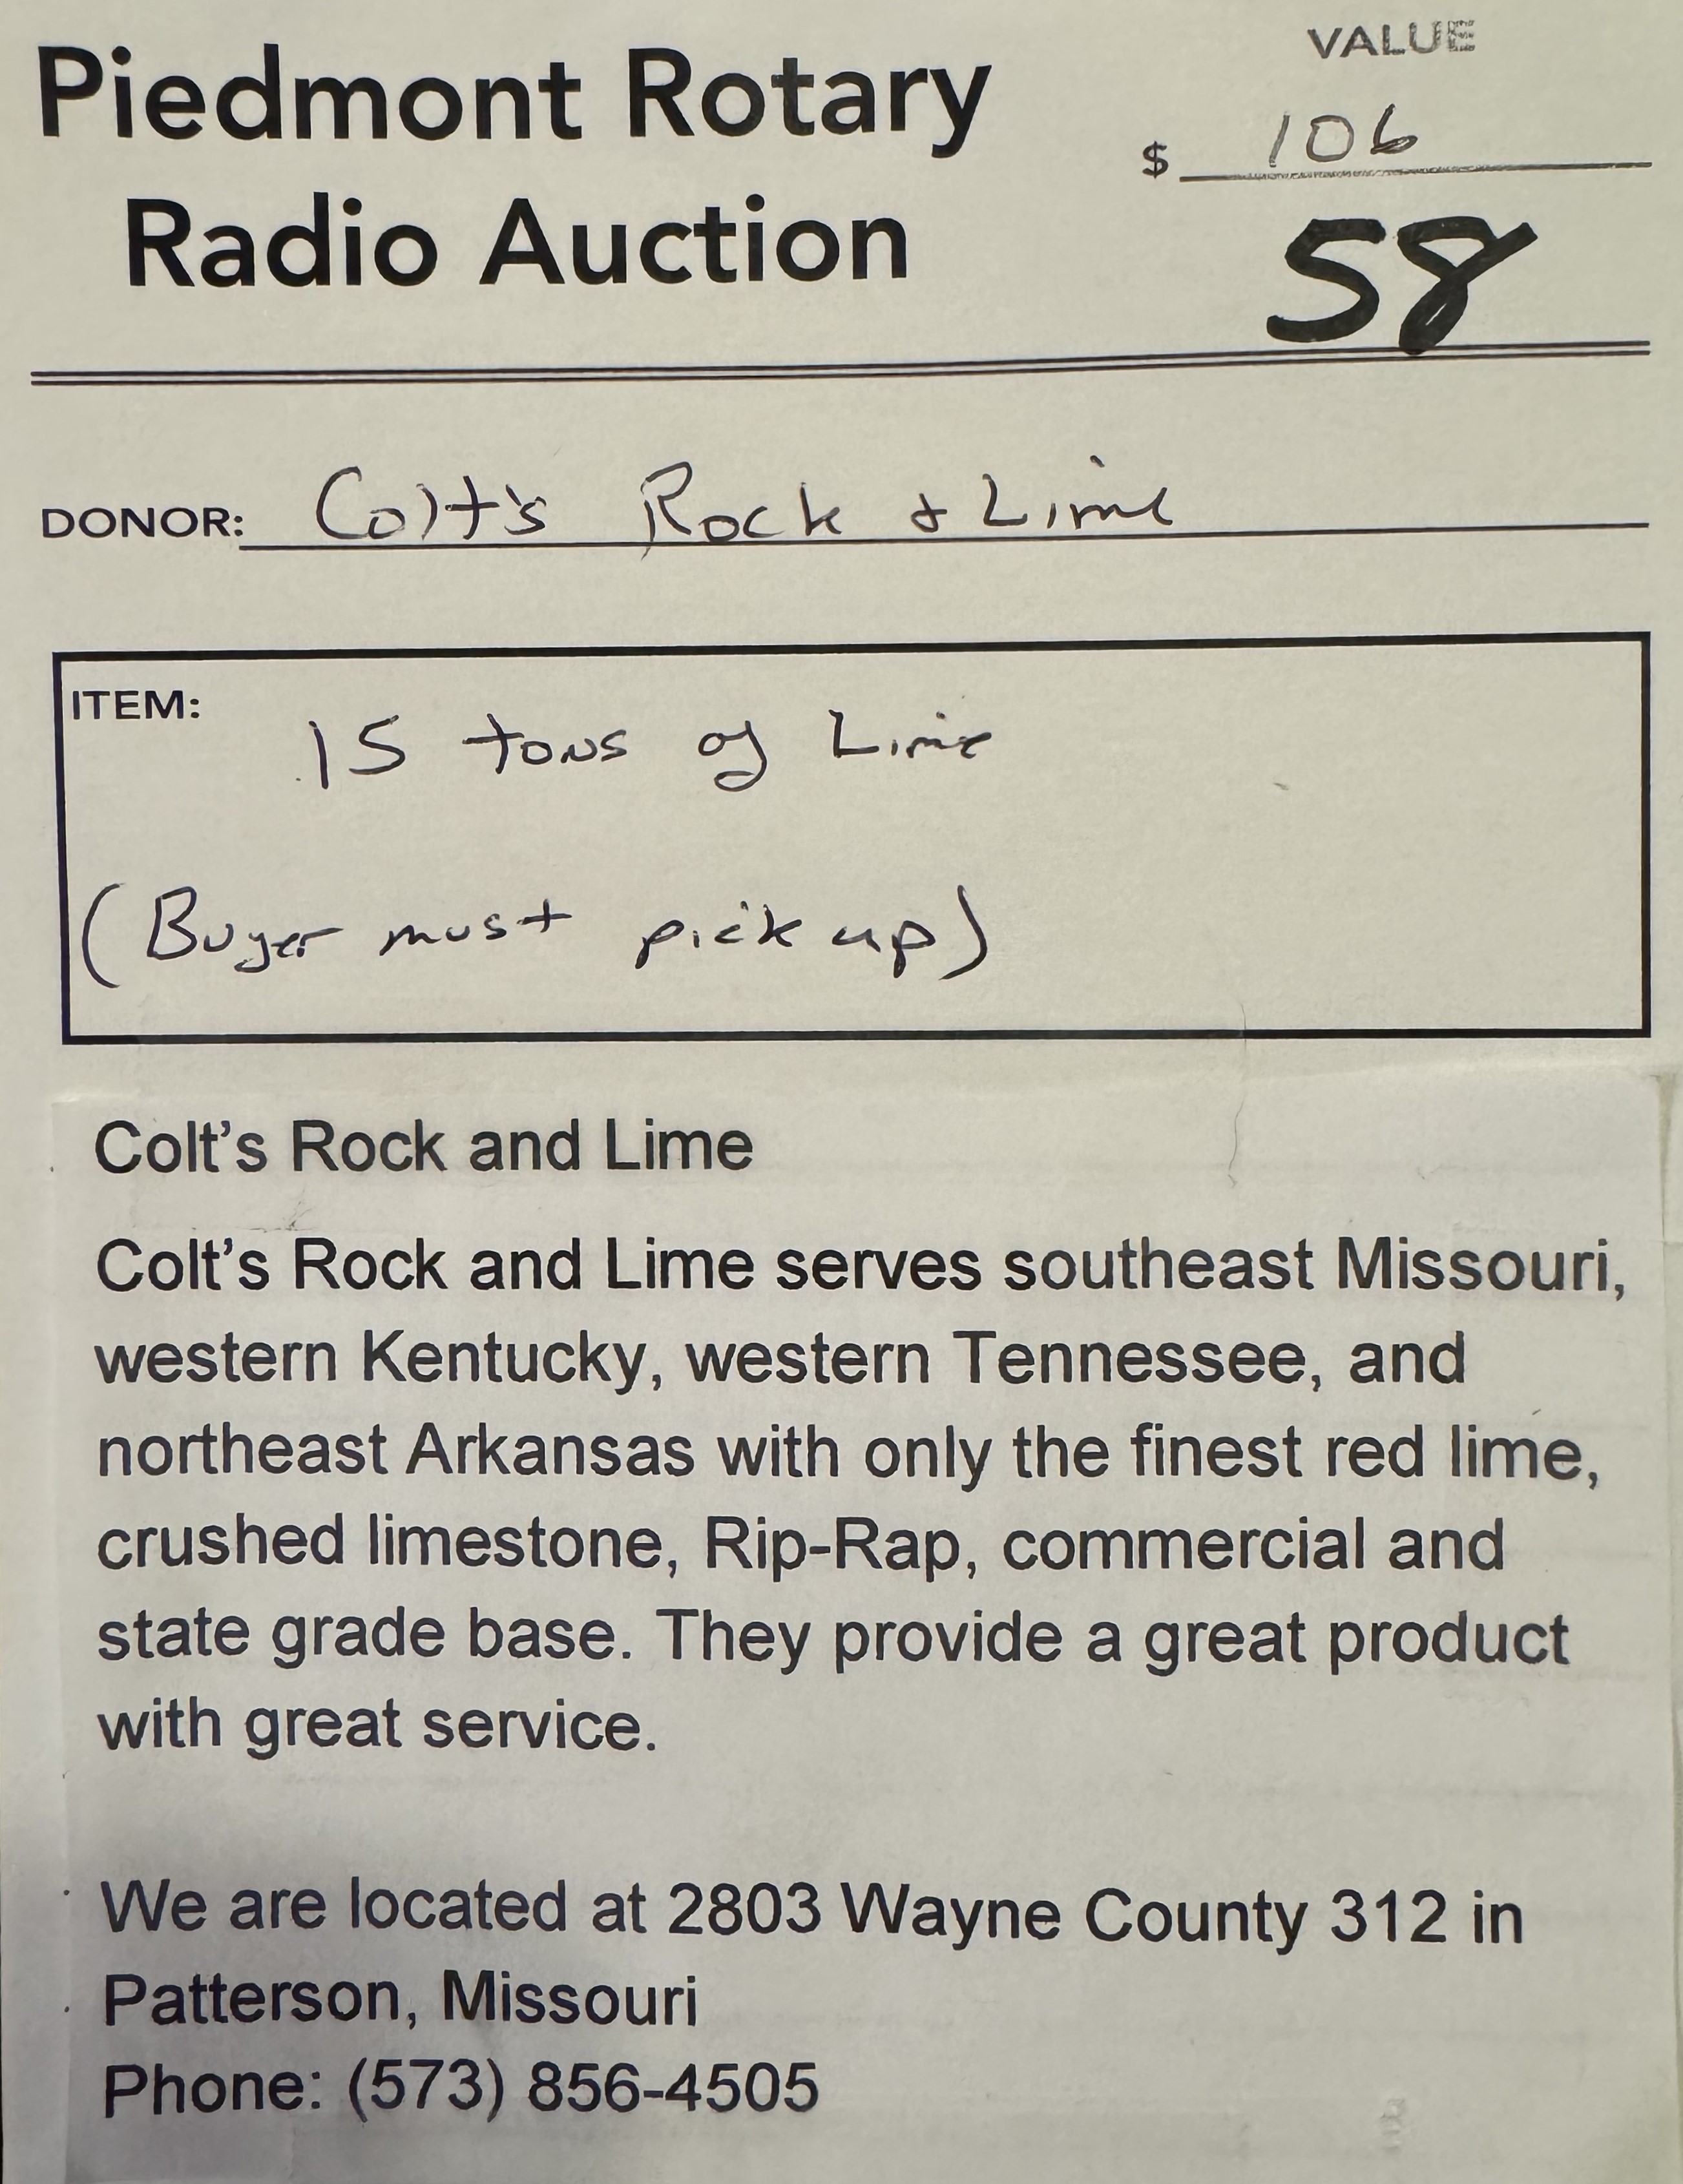 Piedmont Rotary
Radio Auction
VALUE
$ 106
58
DONOR: Colt's Rock & Lime
ITEM:
15 tons of Lime
(Buyer must pick up)
Colt's Rock and Lime
Colt's Rock and Lime serves southeast Missouri,
western Kentucky, western Tennessee, and
northeast Arkansas with only the finest red lime,
crushed limestone, Rip-Rap, commercial and
state grade base. They provide a great product
with great service.
We are located at 2803 Wayne County 312 in
Patterson, Missouri
Phone: (573) 856-4505